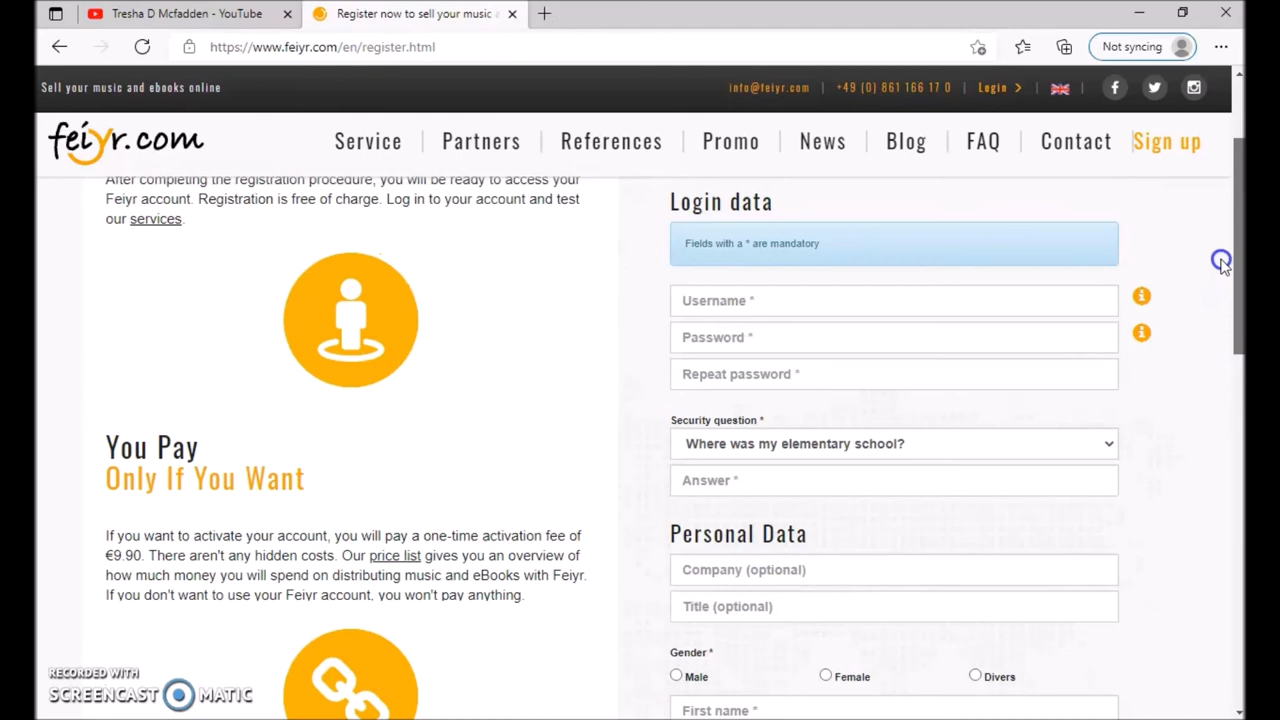 Tresha D Mcfadden - YouTube
Register now to sell your music a
https://www.feiyr.com/en/register.html
Not syncing
Sell your music and ebooks online
info@feiyr.com | +49 (0) 861 166 17 0 | Login
feiyr.com
Service | Partners | References | Promo | News | Blog | FAQ | Contact | Sign up
After completing the registration procedure, you will be ready to access your
Feiyr account. Registration is free of charge. Log in to your account and test
our services.
You Pay
Only If You Want
If you want to activate your account, you will pay a one-time activation fee of
€9.90. There aren't any hidden costs. Our price list gives you an overview of
how much money you will spend on distributing music and eBooks with Feiyr.
If you don't want to use your Feiyr account, you won't pay anything.
Login data
Fields with a * are mandatory
Username *
Password *
Repeat password *
Security question *
Where was my elementary school?
Answer *
Personal Data
Company (optional)
Title (optional)
Gender *
Male
Female
Divers
First name *
RECORDED WITH
SCREENCAST MATIC